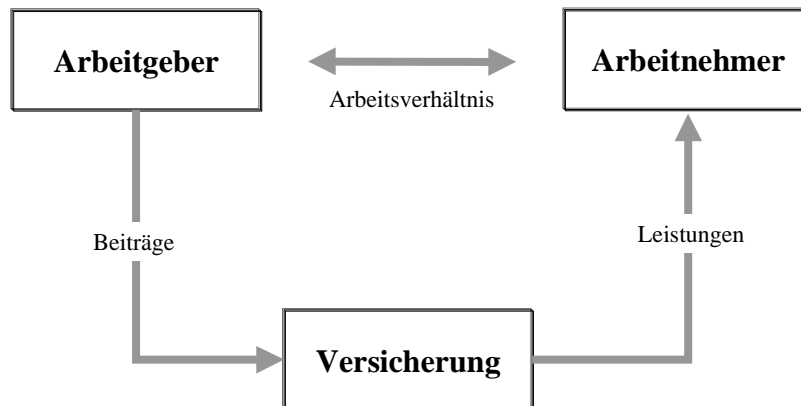 Arbeitgeber
Arbeitnehmer
Arbeitsverhältnis
Beiträge
Leistungen
Versicherung